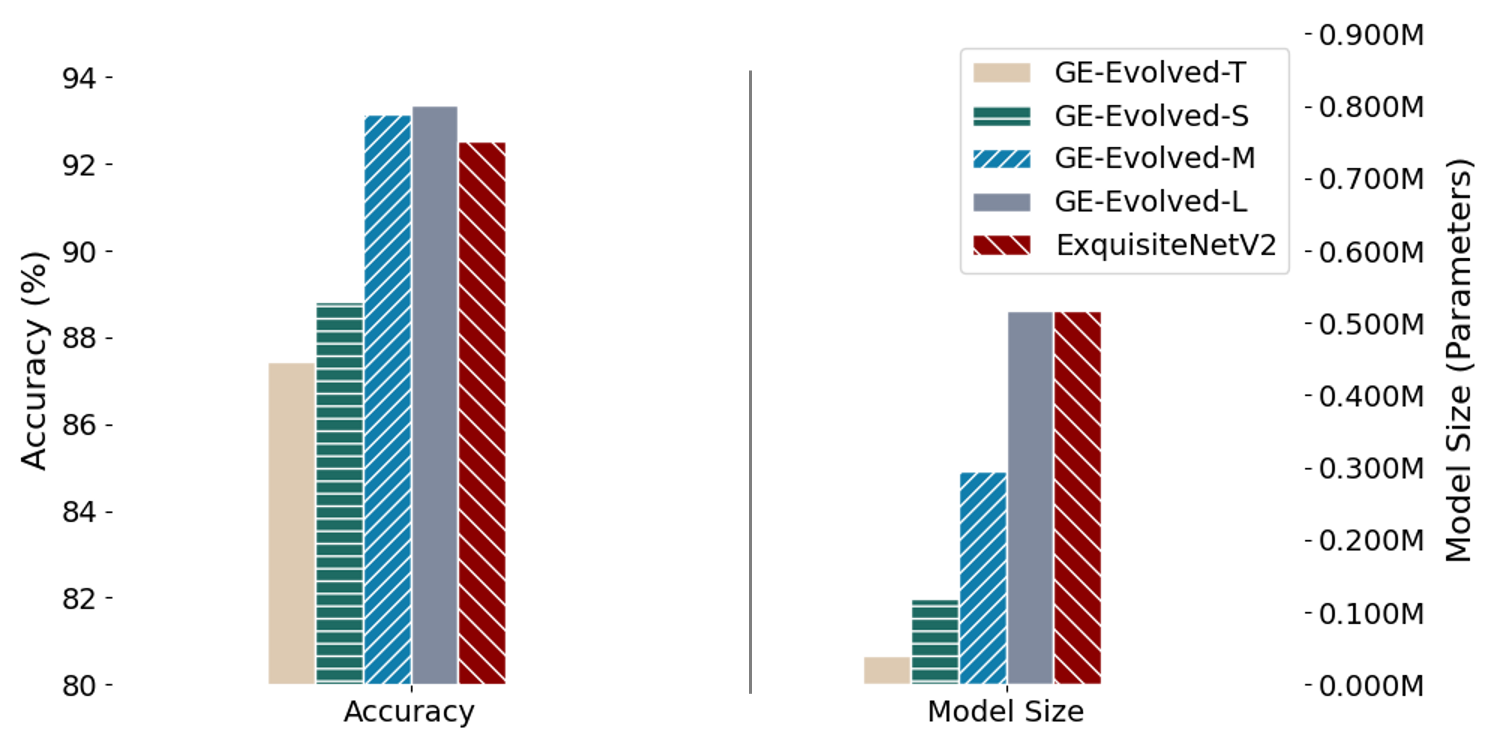 Accuracy (%)
94
92
90
88
86
84
82
80
Accuracy
Model Size
GE-Evolved-T
GE-Evolved-S
GE-Evolved-M
GE-Evolved-L
ExquisiteNetV2
0.900M
0.800M
0.700M
0.600M
0.500M
0.400M
0.300M
0.200M
0.100M
0.000M
Model Size (Parameters)